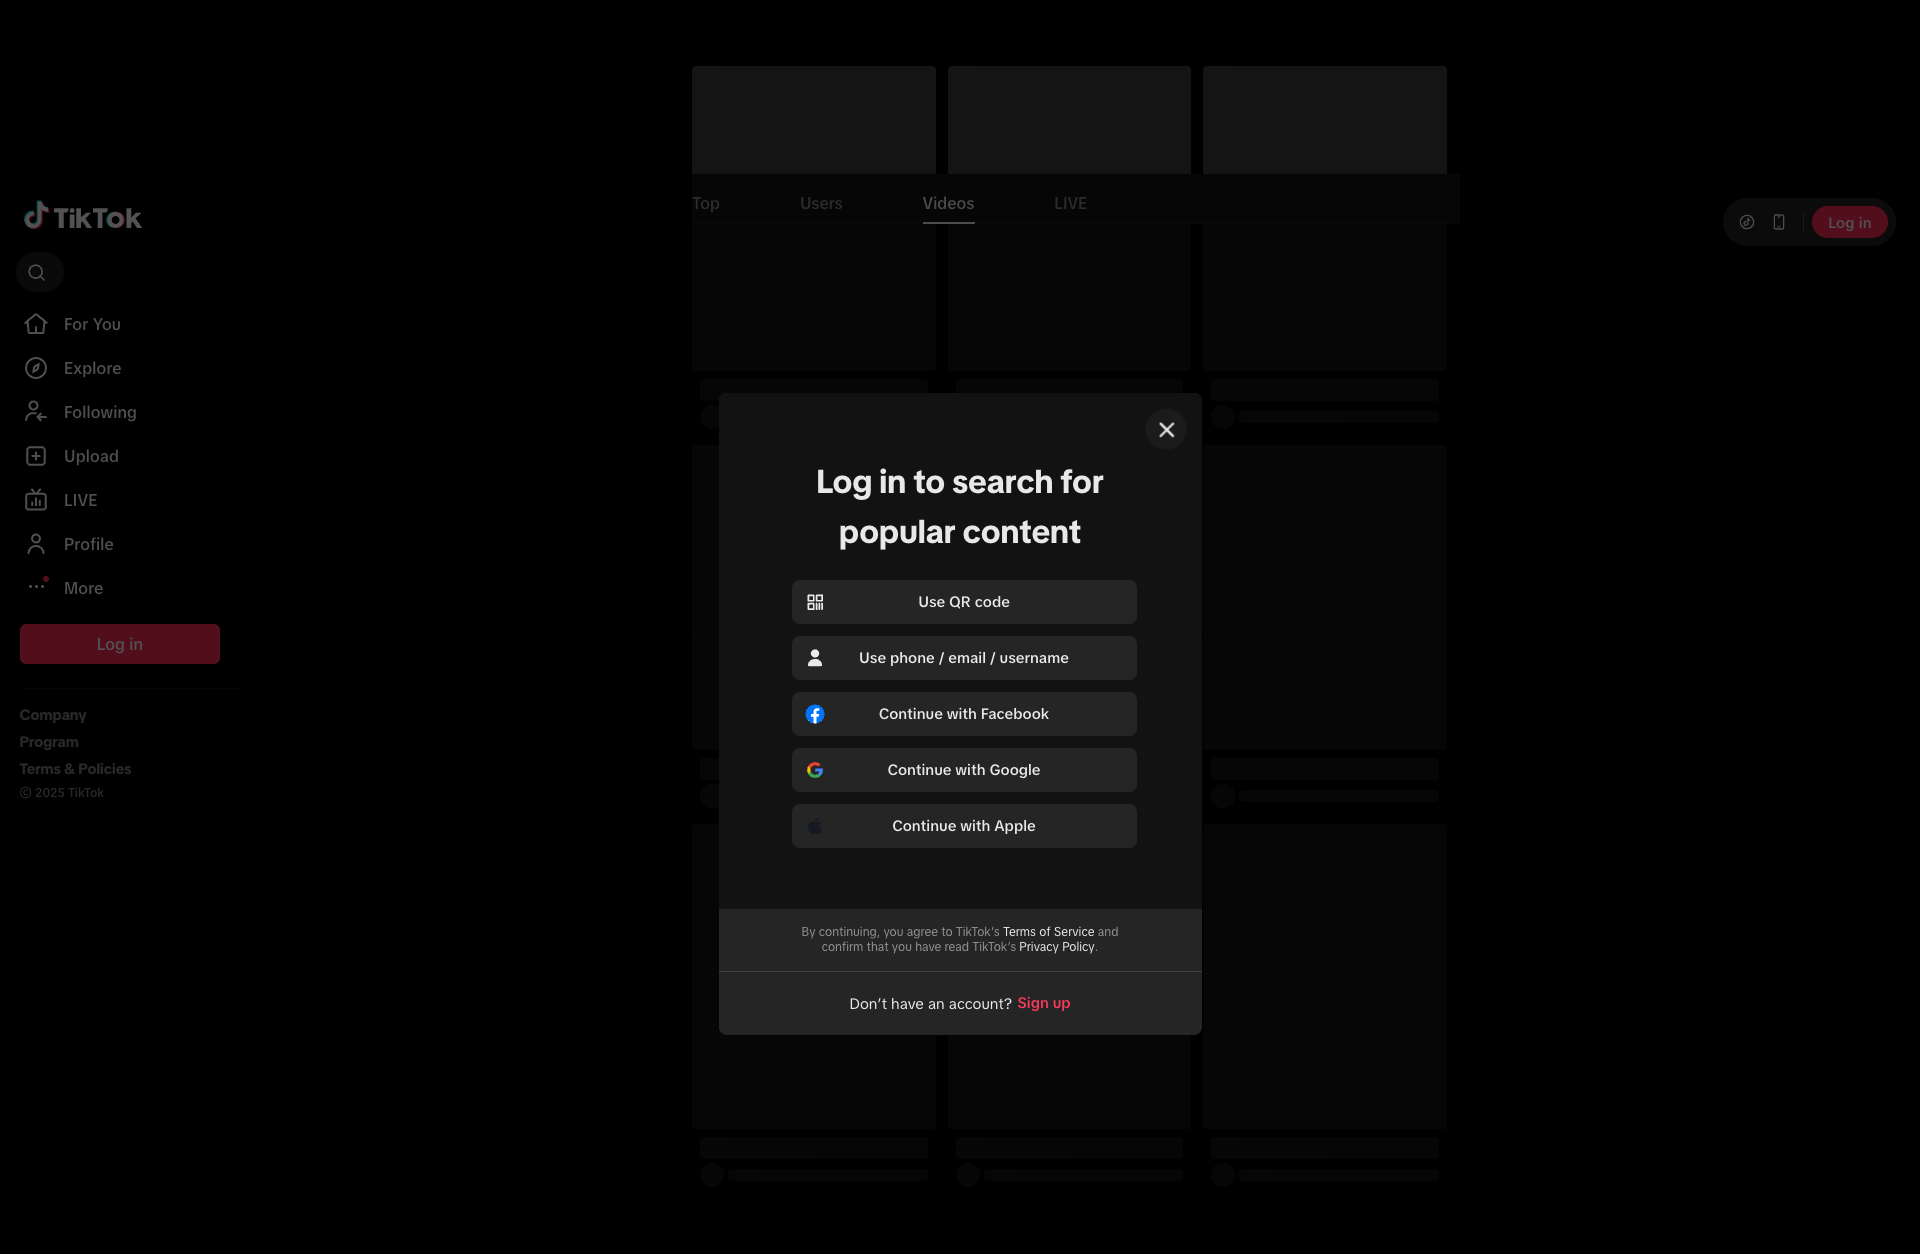 Top
Users
Videos
LIVE
TikTok
Log in
For You
Explore
Following
Upload
LIVE
Profile
More
Log in
Company
Program
Terms & Policies
© 2025 TikTok
Log in to search for
popular content
Use QR code
Use phone / email / username
Continue with Facebook
Continue with Google
Continue with Apple
By continuing, you agree to TikTok’s Terms of Service and
confirm that you have read TikTok’s Privacy Policy.
Don’t have an account? Sign up